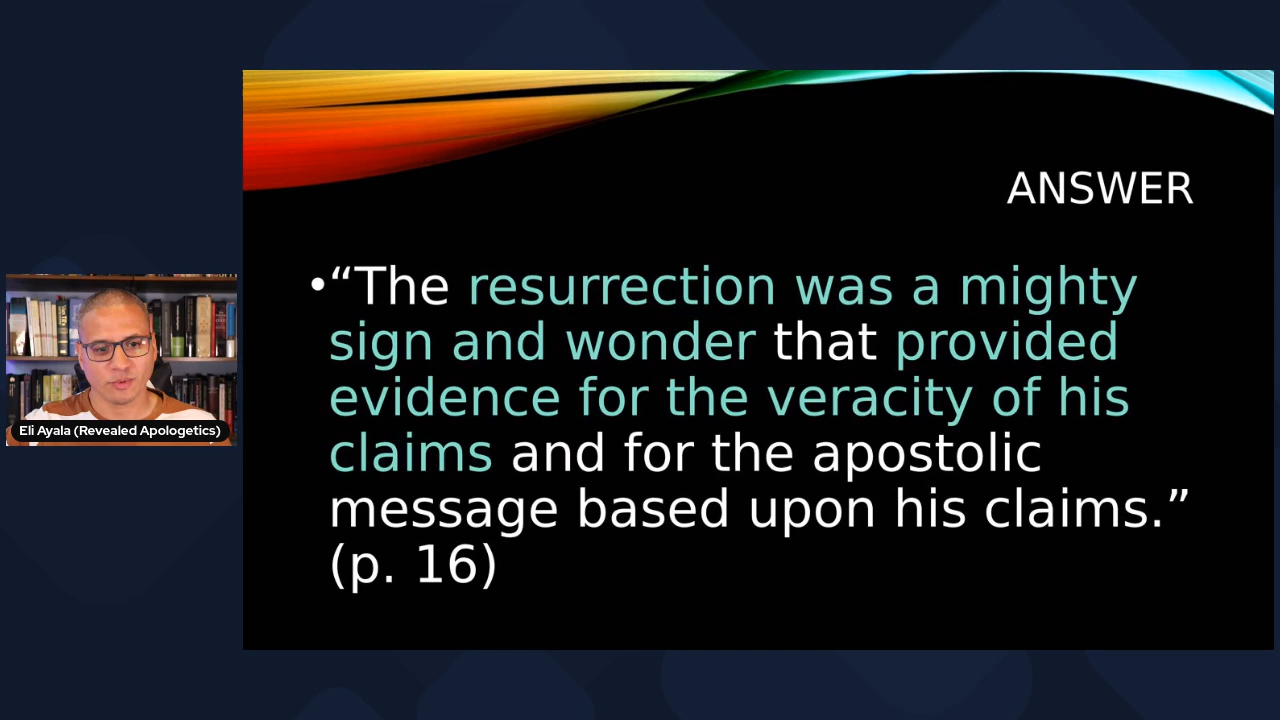 ANSWER
•“The resurrection was a mighty
sign and wonder that provided
evidence for the veracity of his
claims and for the apostolic
message based upon his claims.”
(p. 16)
Eli Ayala (Revealed Apologetics)